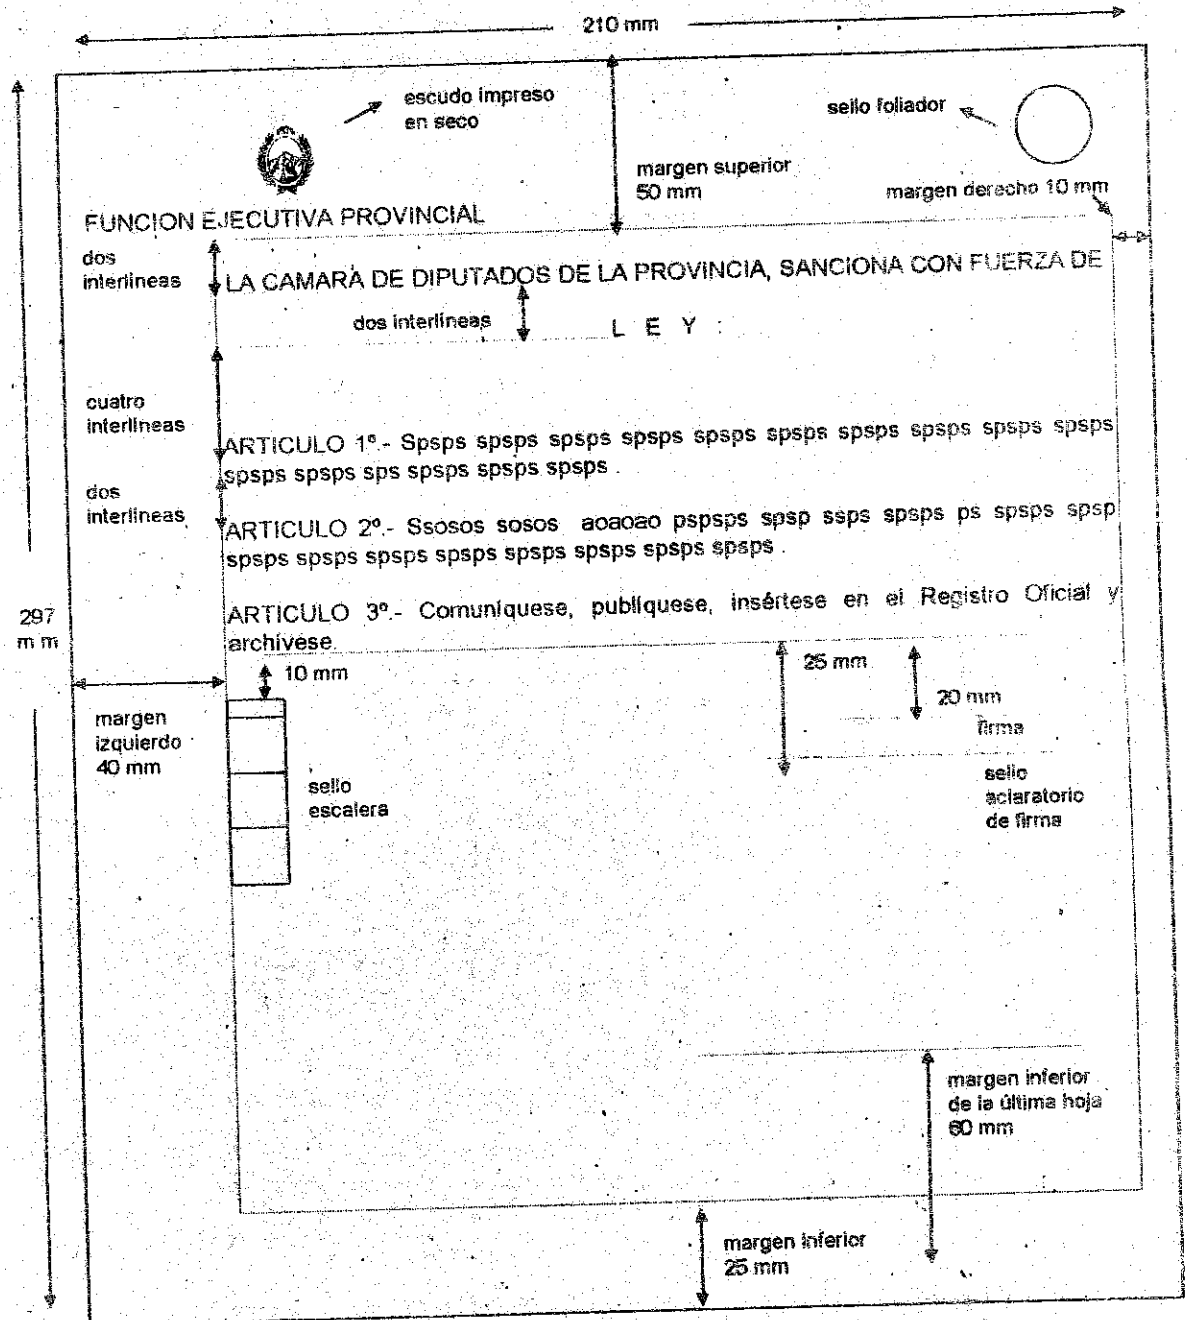 210 mm
escudo impreso
en seco
sello foliador
margen superior
50 mm
margen derecho 10 mm
FUNCION EJECUTIVA PROVINCIAL
dos
interlineas
LA CAMARA DE DIPUTADOS DE LA PROVINCIA, SANCIONA CON FUERZA DE
dos interlíneas
L E Y :
cuatro
interlineas
ARTICULO 1º.- Spsps spsps spsps spsps spsps spsps spsps spsps spsps spsps
spsps spsps sps spsps spsps spsps .
dos
interlineas
ARTICULO 2º.- Ssosos sosos aoaoao pspsps spsp ssps spsps ps spsps spsp
spsps spsps spsps spsps spsps spsps spsps spsps .
ARTICULO 3º.- Comuníquese, publíquese, insértese en el Registro Oficial y
archívese.
297
m m
10 mm
25 mm
20 mm
firma
margen
izquierdo
40 mm
sello
escalera
sello
aclaratorio
de firma
margen inferior
de la última hoja
60 mm
margen inferior
25 mm